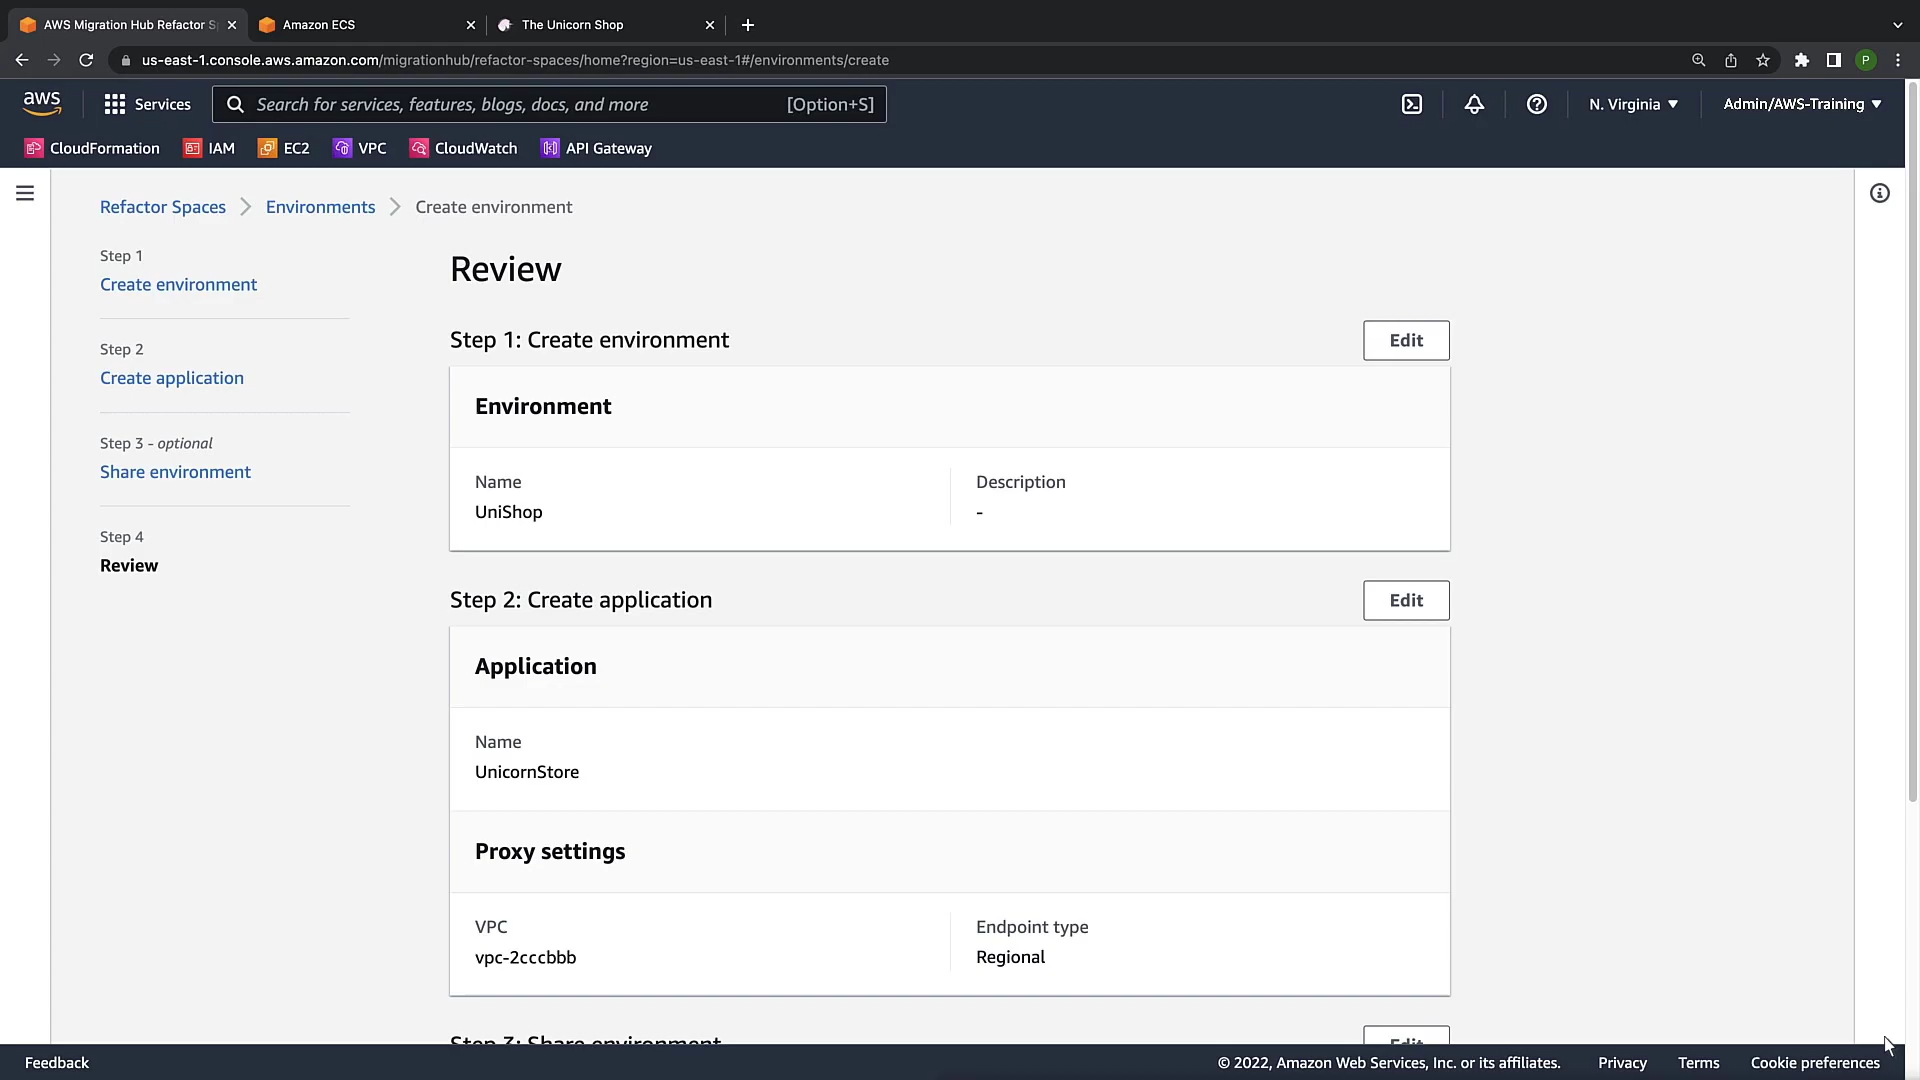 AWS Migration Hub Refactor S
Amazon ECS
The Unicorn Shop
us-east-1.console.aws.amazon.com/migrationhub/refactor-spaces/home?region=us-east-1#/environments/create
P
aws
Services
Search for services, features, blogs, docs, and more
[Option+S]
N. Virginia
Admin/AWS-Training
CloudFormation
IAM
EC2
VPC
CloudWatch
API Gateway
Refactor Spaces
Environments
Create environment
Step 1
Create environment
Step 2
Create application
Step 3 - optional
Share environment
Step 4
Review
Review
Step 1: Create environment
Edit
Environment
Name
UniShop
Description
-
Step 2: Create application
Edit
Application
Name
UnicornStore
Proxy settings
VPC
vpc-2cccbbb
Endpoint type
Regional
Step 3: Share environment
Edit
Feedback
© 2022, Amazon Web Services, Inc. or its affiliates.
Privacy
Terms
Cookie preferences